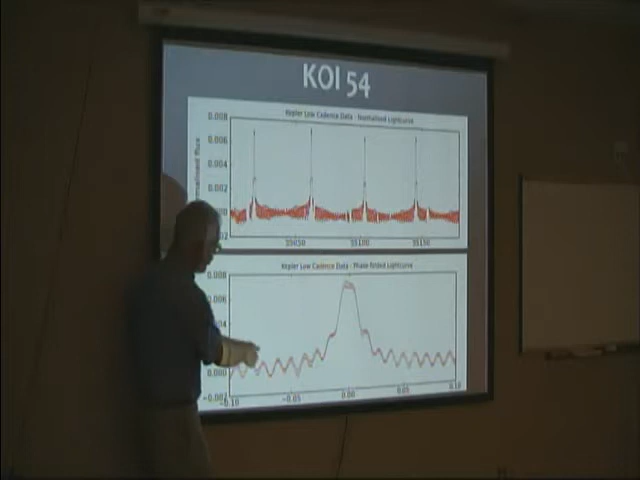 KOI 54
Kepler Low Cadence Data - Normalised Lightcurve
0.008
0.006
0.004
0.002
0.000
55050 55100 55150
Kepler Low Cadence Data - Phase Folded Lightcurve
0.008
0.006
0.000
-0.10 -0.05 0.00 0.05 0.10